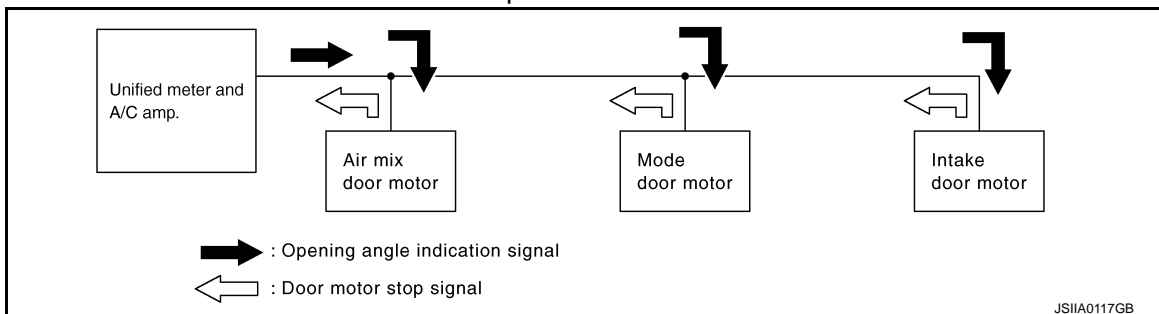 Unified meter and
A/C amp.
Air mix
door motor
Mode
door motor
Intake
door motor
: Opening angle indication signal
: Door motor stop signal
JSIIA0117GB